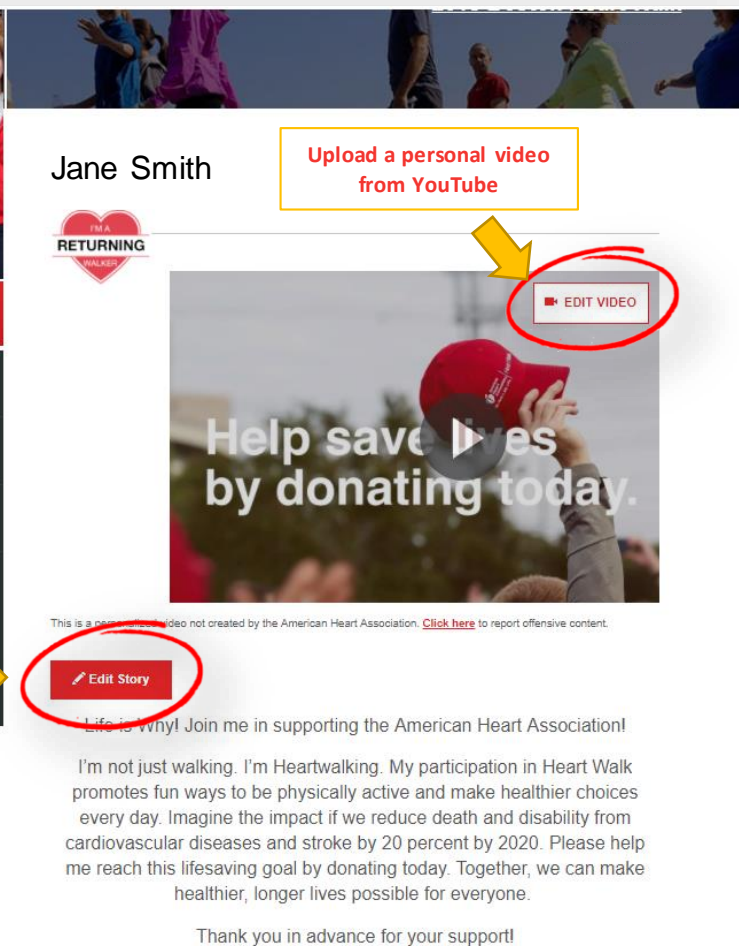 Jane Smith
Upload a personal video
from YouTube
I'M A
RETURNING
WALKER
EDIT VIDEO
Help save lives
by donating today.
This is a personalized video not created by the American Heart Association. Click here to report offensive content.
Edit Story
Life is Why! Join me in supporting the American Heart Association!
I'm not just walking. I'm Heartwalking. My participation in Heart Walk
promotes fun ways to be physically active and make healthier choices
every day. Imagine the impact if we reduce death and disability from
cardiovascular diseases and stroke by 20 percent by 2020. Please help
me reach this lifesaving goal by donating today. Together, we can make
healthier, longer lives possible for everyone.
Thank you in advance for your support!